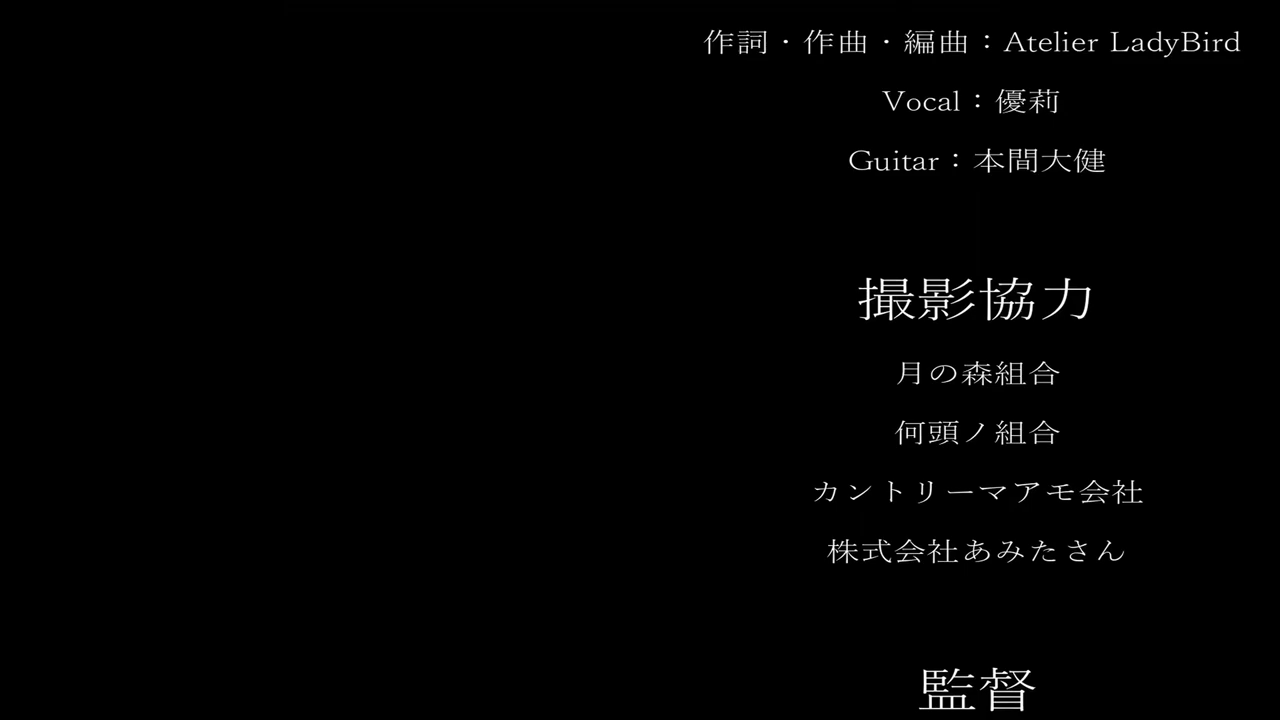 作詞・作曲・編曲：Atelier LadyBird
Vocal：優莉
Guitar：本間大健
撮影協力
月の森組合
何頭ノ組合
カントリーマアモ会社
株式会社あみたさん
監督